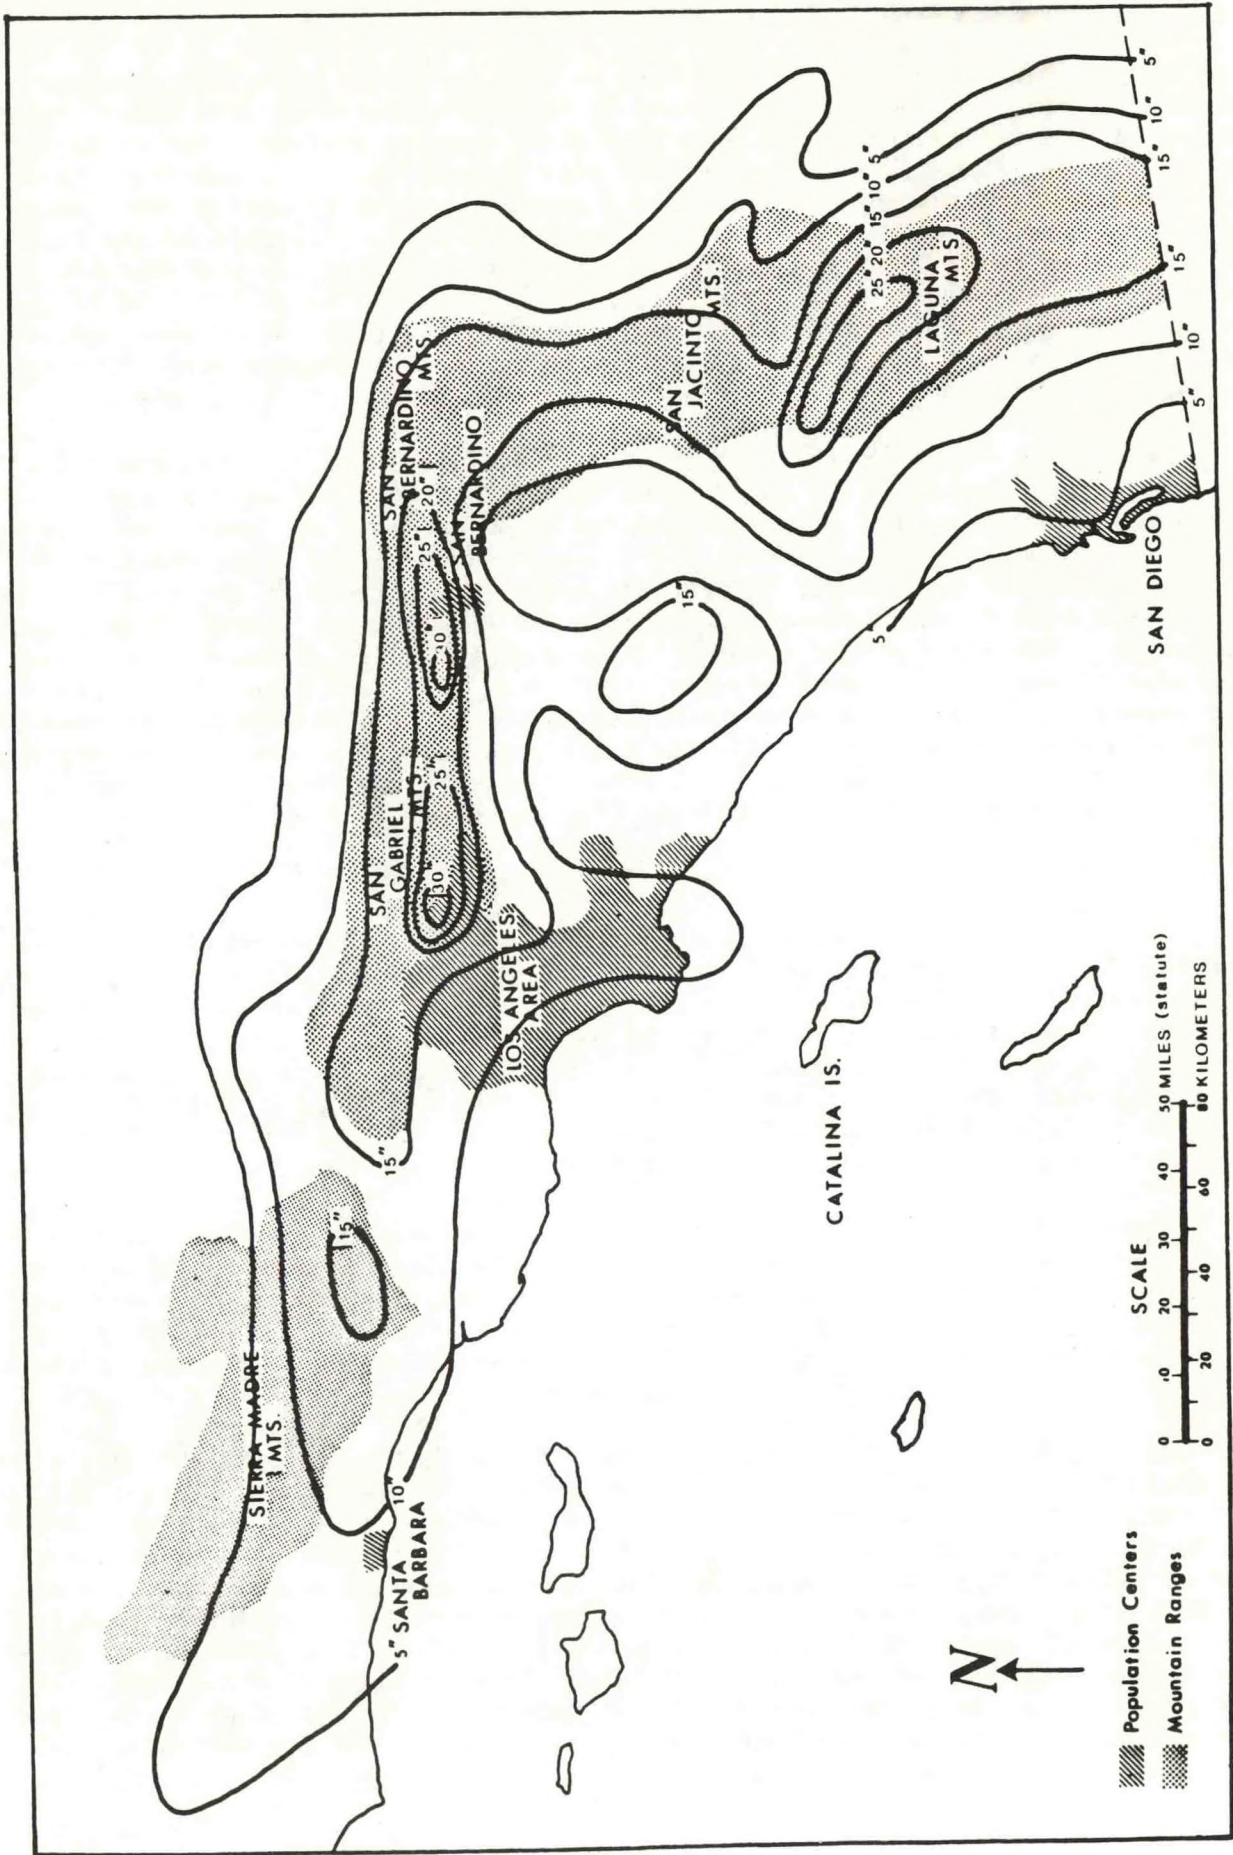 SIERRA MADRE
MTS.
15"
15"
10"
5"
SANTA
BARBARA
SAN
GABRIEL
MTS.
30"
25"
LOS ANGELES
AREA
SAN
BERNARDINO
MTS.
20"
25"
30"
SAN
BERNARDINO
15"
SAN
JACINTO MTS.
5"
10"
15"
20"
25"
LAGUNA
MTS
5"
10"
15"
15"
10"
5"
5"
SAN DIEGO
CATALINA IS.
N
SCALE
0 10 20 30 40 50 MILES (statute)
0 20 40 60 80 KILOMETERS
Population Centers
Mountain Ranges